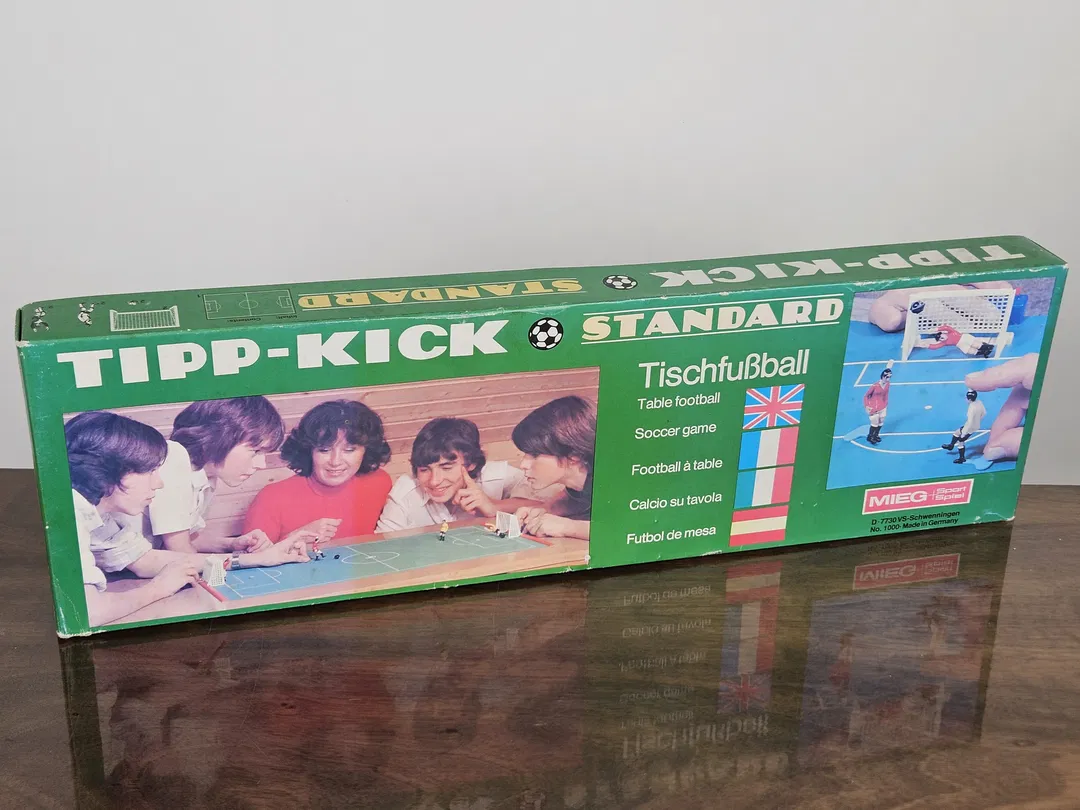 TIPP-KICK STANDARD
TIPP-KICK STANDARD
Tischfußball
Table football
Soccer game
Football à table
Calcio su tavola
Futbol de mesa
MIEG Sport
Spiel
D-7730 VS-Schwenningen
No. 1000 · Made in Germany